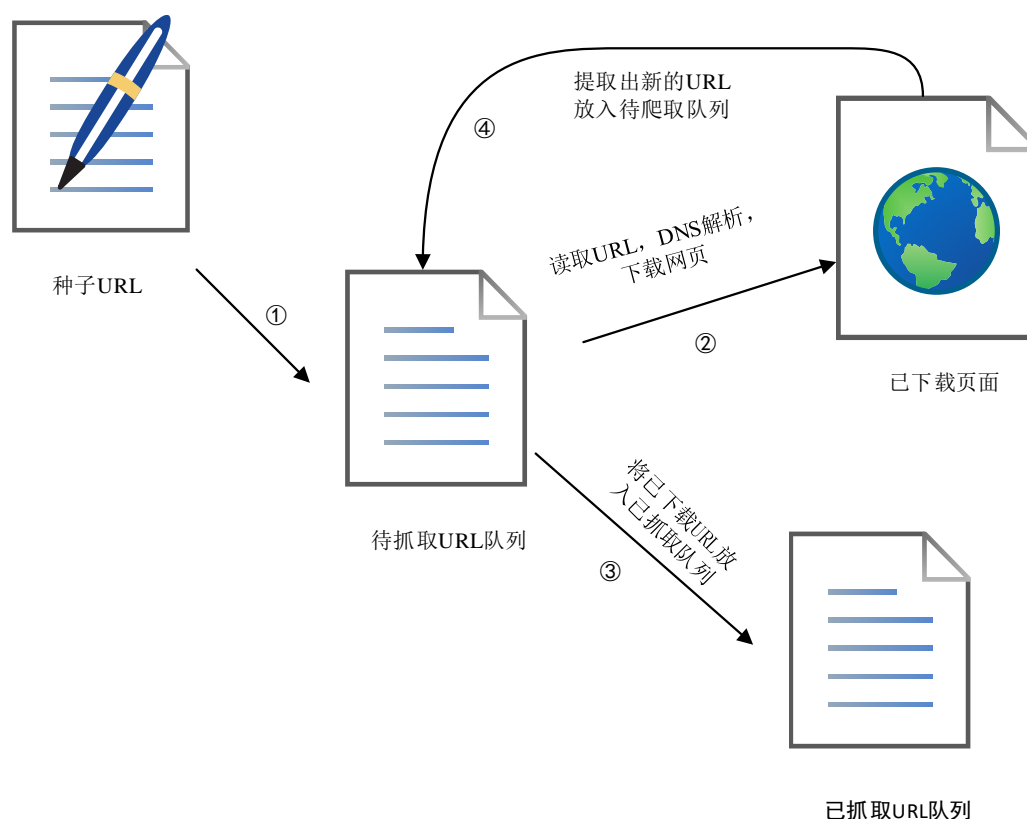 提取出新的URL
放入待爬取队列
④
读取URL，DNS解析，
下载网页
种子URL
①
②
已下载页面
将已下载URL放
入已抓取队列
待抓取URL队列
③
已抓取URL队列